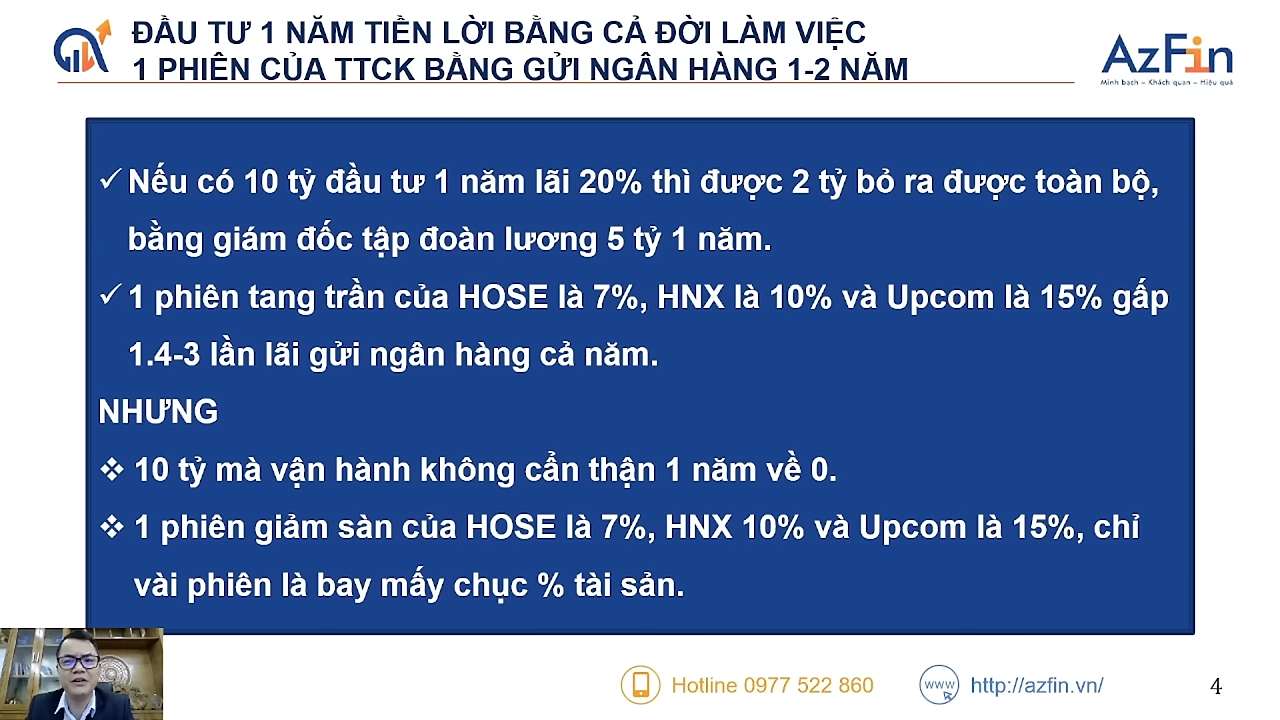 ĐẦU TƯ 1 NĂM TIỀN LỜI BẰNG CẢ ĐỜI LÀM VIỆC
1 PHIÊN CỦA TTCK BẰNG GỬI NGÂN HÀNG 1-2 NĂM
AzFin
Minh bạch – Khách quan – Hiệu quả
Nếu có 10 tỷ đầu tư 1 năm lãi 20% thì được 2 tỷ bỏ ra được toàn bộ,
bằng giám đốc tập đoàn lương 5 tỷ 1 năm.
1 phiên tang trần của HOSE là 7%, HNX là 10% và Upcom là 15% gấp
1.4-3 lần lãi gửi ngân hàng cả năm.
NHƯNG
10 tỷ mà vận hành không cẩn thận 1 năm về 0.
1 phiên giảm sàn của HOSE là 7%, HNX 10% và Upcom là 15%, chỉ
vài phiên là bay mấy chục % tài sản.
Hotline 0977 522 860
www
http://azfin.vn/
4